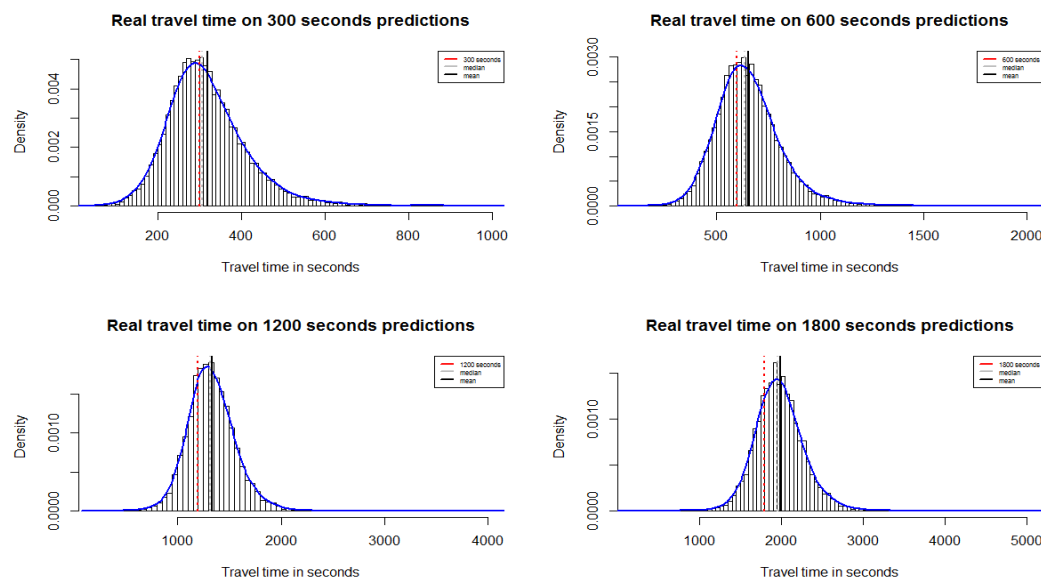 Real travel time on 300 seconds predictions
300 seconds
median
mean
Density
0.000 0.002 0.004
200 400 600 800 1000
Travel time in seconds
Real travel time on 600 seconds predictions
600 seconds
median
mean
Density
0.0000 0.0015 0.0030
500 1000 1500 2000
Travel time in seconds
Real travel time on 1200 seconds predictions
1200 seconds
median
mean
Density
0.0000 0.0010
1000 2000 3000 4000
Travel time in seconds
Real travel time on 1800 seconds predictions
1800 seconds
median
mean
Density
0.0000 0.0010
1000 2000 3000 4000 5000
Travel time in seconds